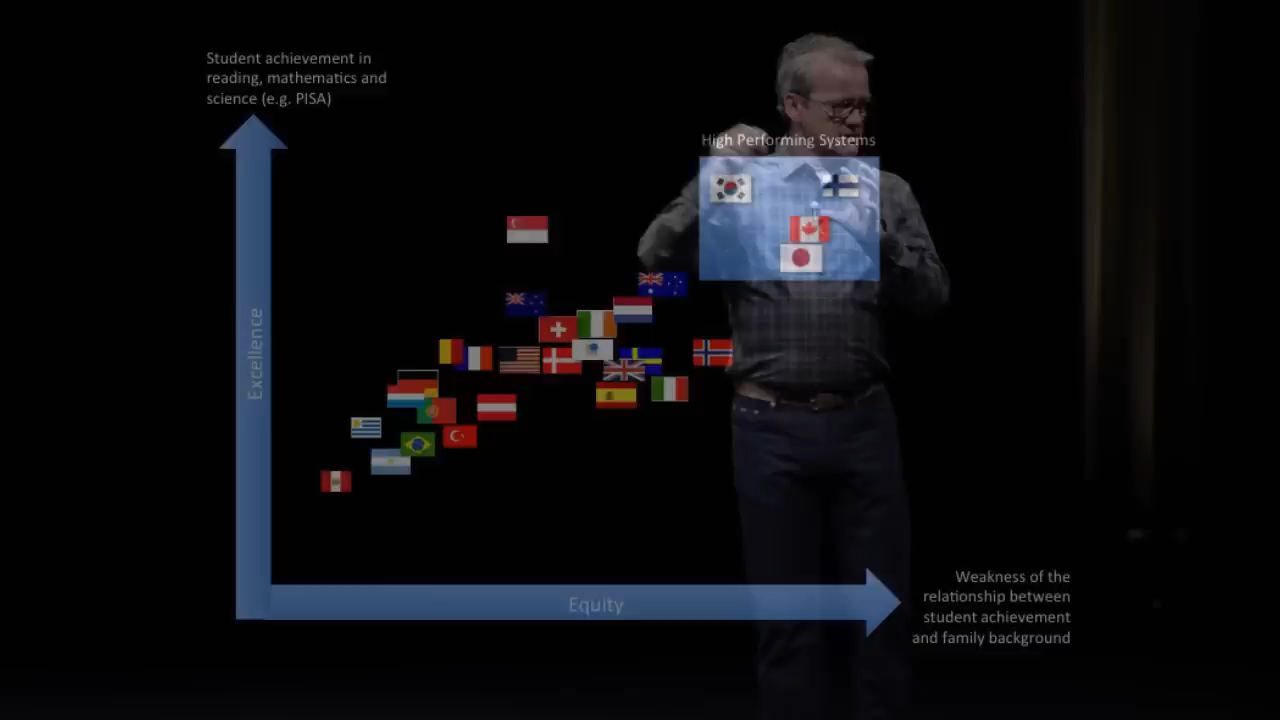 Student achievement in
reading, mathematics and
science (e.g. PISA)
High Performing Systems
Excellence
Equity
Weakness of the
relationship between
student achievement
and family background